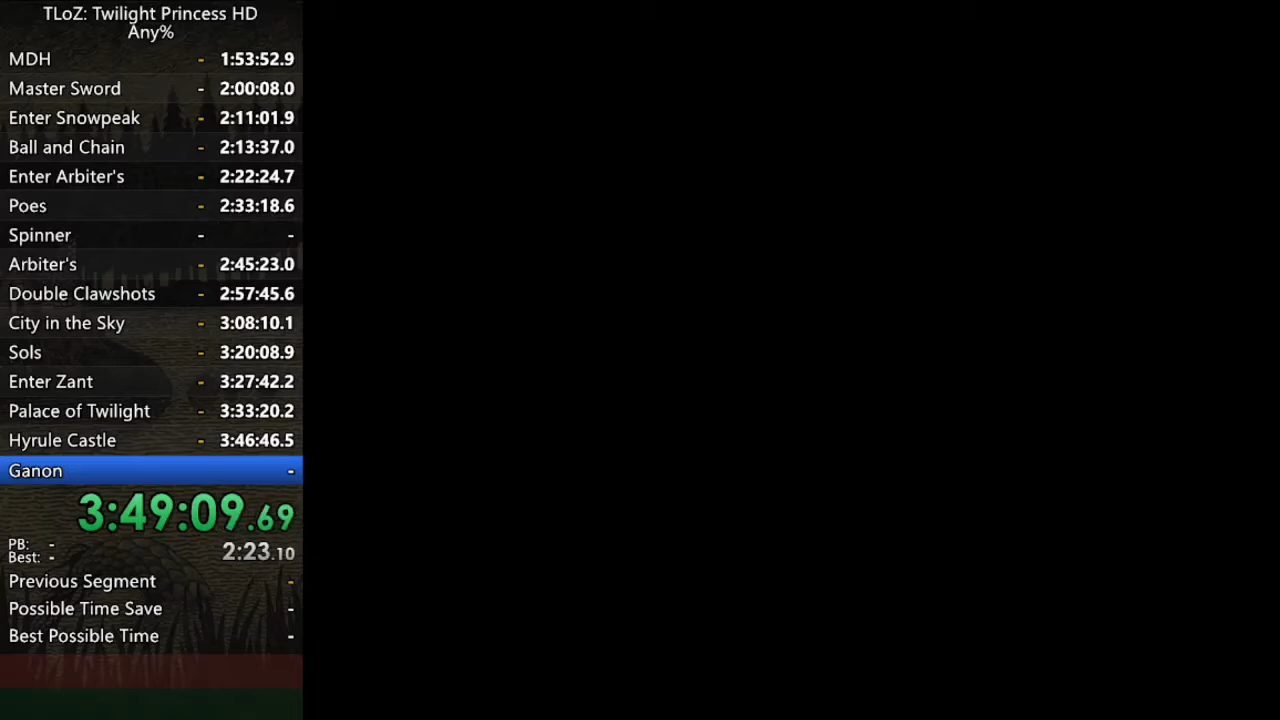 TLoZ: Twilight Princess HD
Any%
MDH - 1:53:52.9
Master Sword - 2:00:08.0
Enter Snowpeak - 2:11:01.9
Ball and Chain - 2:13:37.0
Enter Arbiter's - 2:22:24.7
Poes - 2:33:18.6
Spinner - -
Arbiter's - 2:45:23.0
Double Clawshots - 2:57:45.6
City in the Sky - 3:08:10.1
Sols - 3:20:08.9
Enter Zant - 3:27:42.2
Palace of Twilight - 3:33:20.2
Hyrule Castle - 3:46:46.5
Ganon -
3:49:09.69
PB: -
Best: - 2:23.10
Previous Segment -
Possible Time Save -
Best Possible Time -